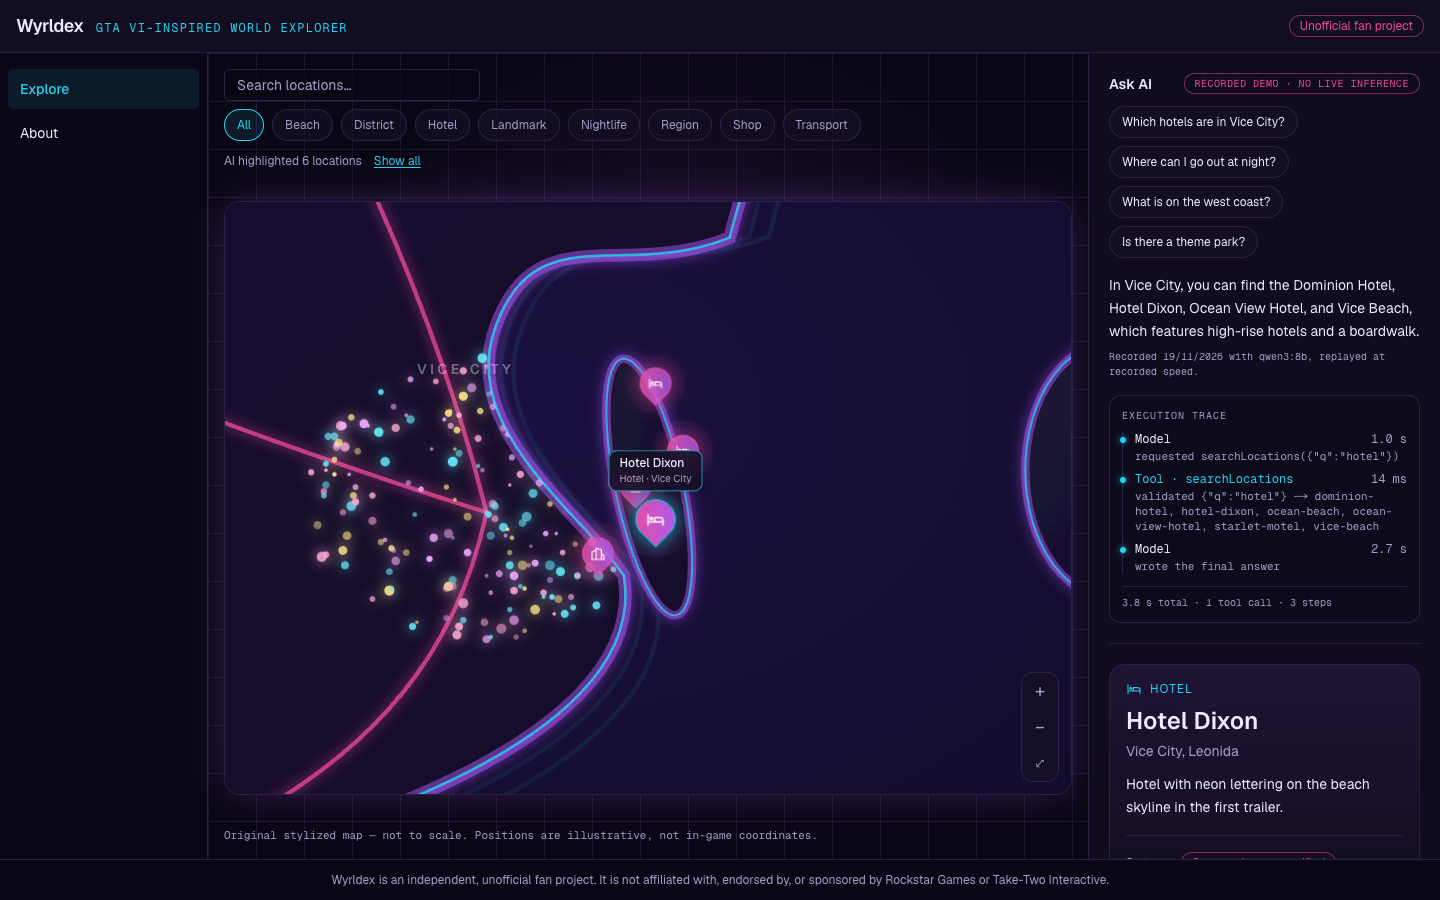 Wyrldex GTA VI-INSPIRED WORLD EXPLORER
Unofficial fan project
Explore
About
Search locations…
All
Beach
District
Hotel
Landmark
Nightlife
Region
Shop
Transport
AI highlighted 6 locations Show all
VICE CITY
Hotel Dixon
Hotel · Vice City
+
−
Original stylized map — not to scale. Positions are illustrative, not in-game coordinates.
Ask AI
RECORDED DEMO · NO LIVE INFERENCE
Which hotels are in Vice City?
Where can I go out at night?
What is on the west coast?
Is there a theme park?
In Vice City, you can find the Dominion Hotel,
Hotel Dixon, Ocean View Hotel, and Vice Beach,
which features high-rise hotels and a boardwalk.
Recorded 19/11/2026 with qwen3:8b, replayed at
recorded speed.
EXECUTION TRACE
Model 1.0 s
requested searchLocations({"q":"hotel"})
Tool · searchLocations 14 ms
validated {"q":"hotel"} → dominion-
hotel, hotel-dixon, ocean-beach, ocean-
view-hotel, starlet-motel, vice-beach
Model 2.7 s
wrote the final answer
3.8 s total · 1 tool call · 3 steps
HOTEL
Hotel Dixon
Vice City, Leonida
Hotel with neon lettering on the beach
skyline in the first trailer.
Wyrldex is an independent, unofficial fan project. It is not affiliated with, endorsed by, or sponsored by Rockstar Games or Take-Two Interactive.